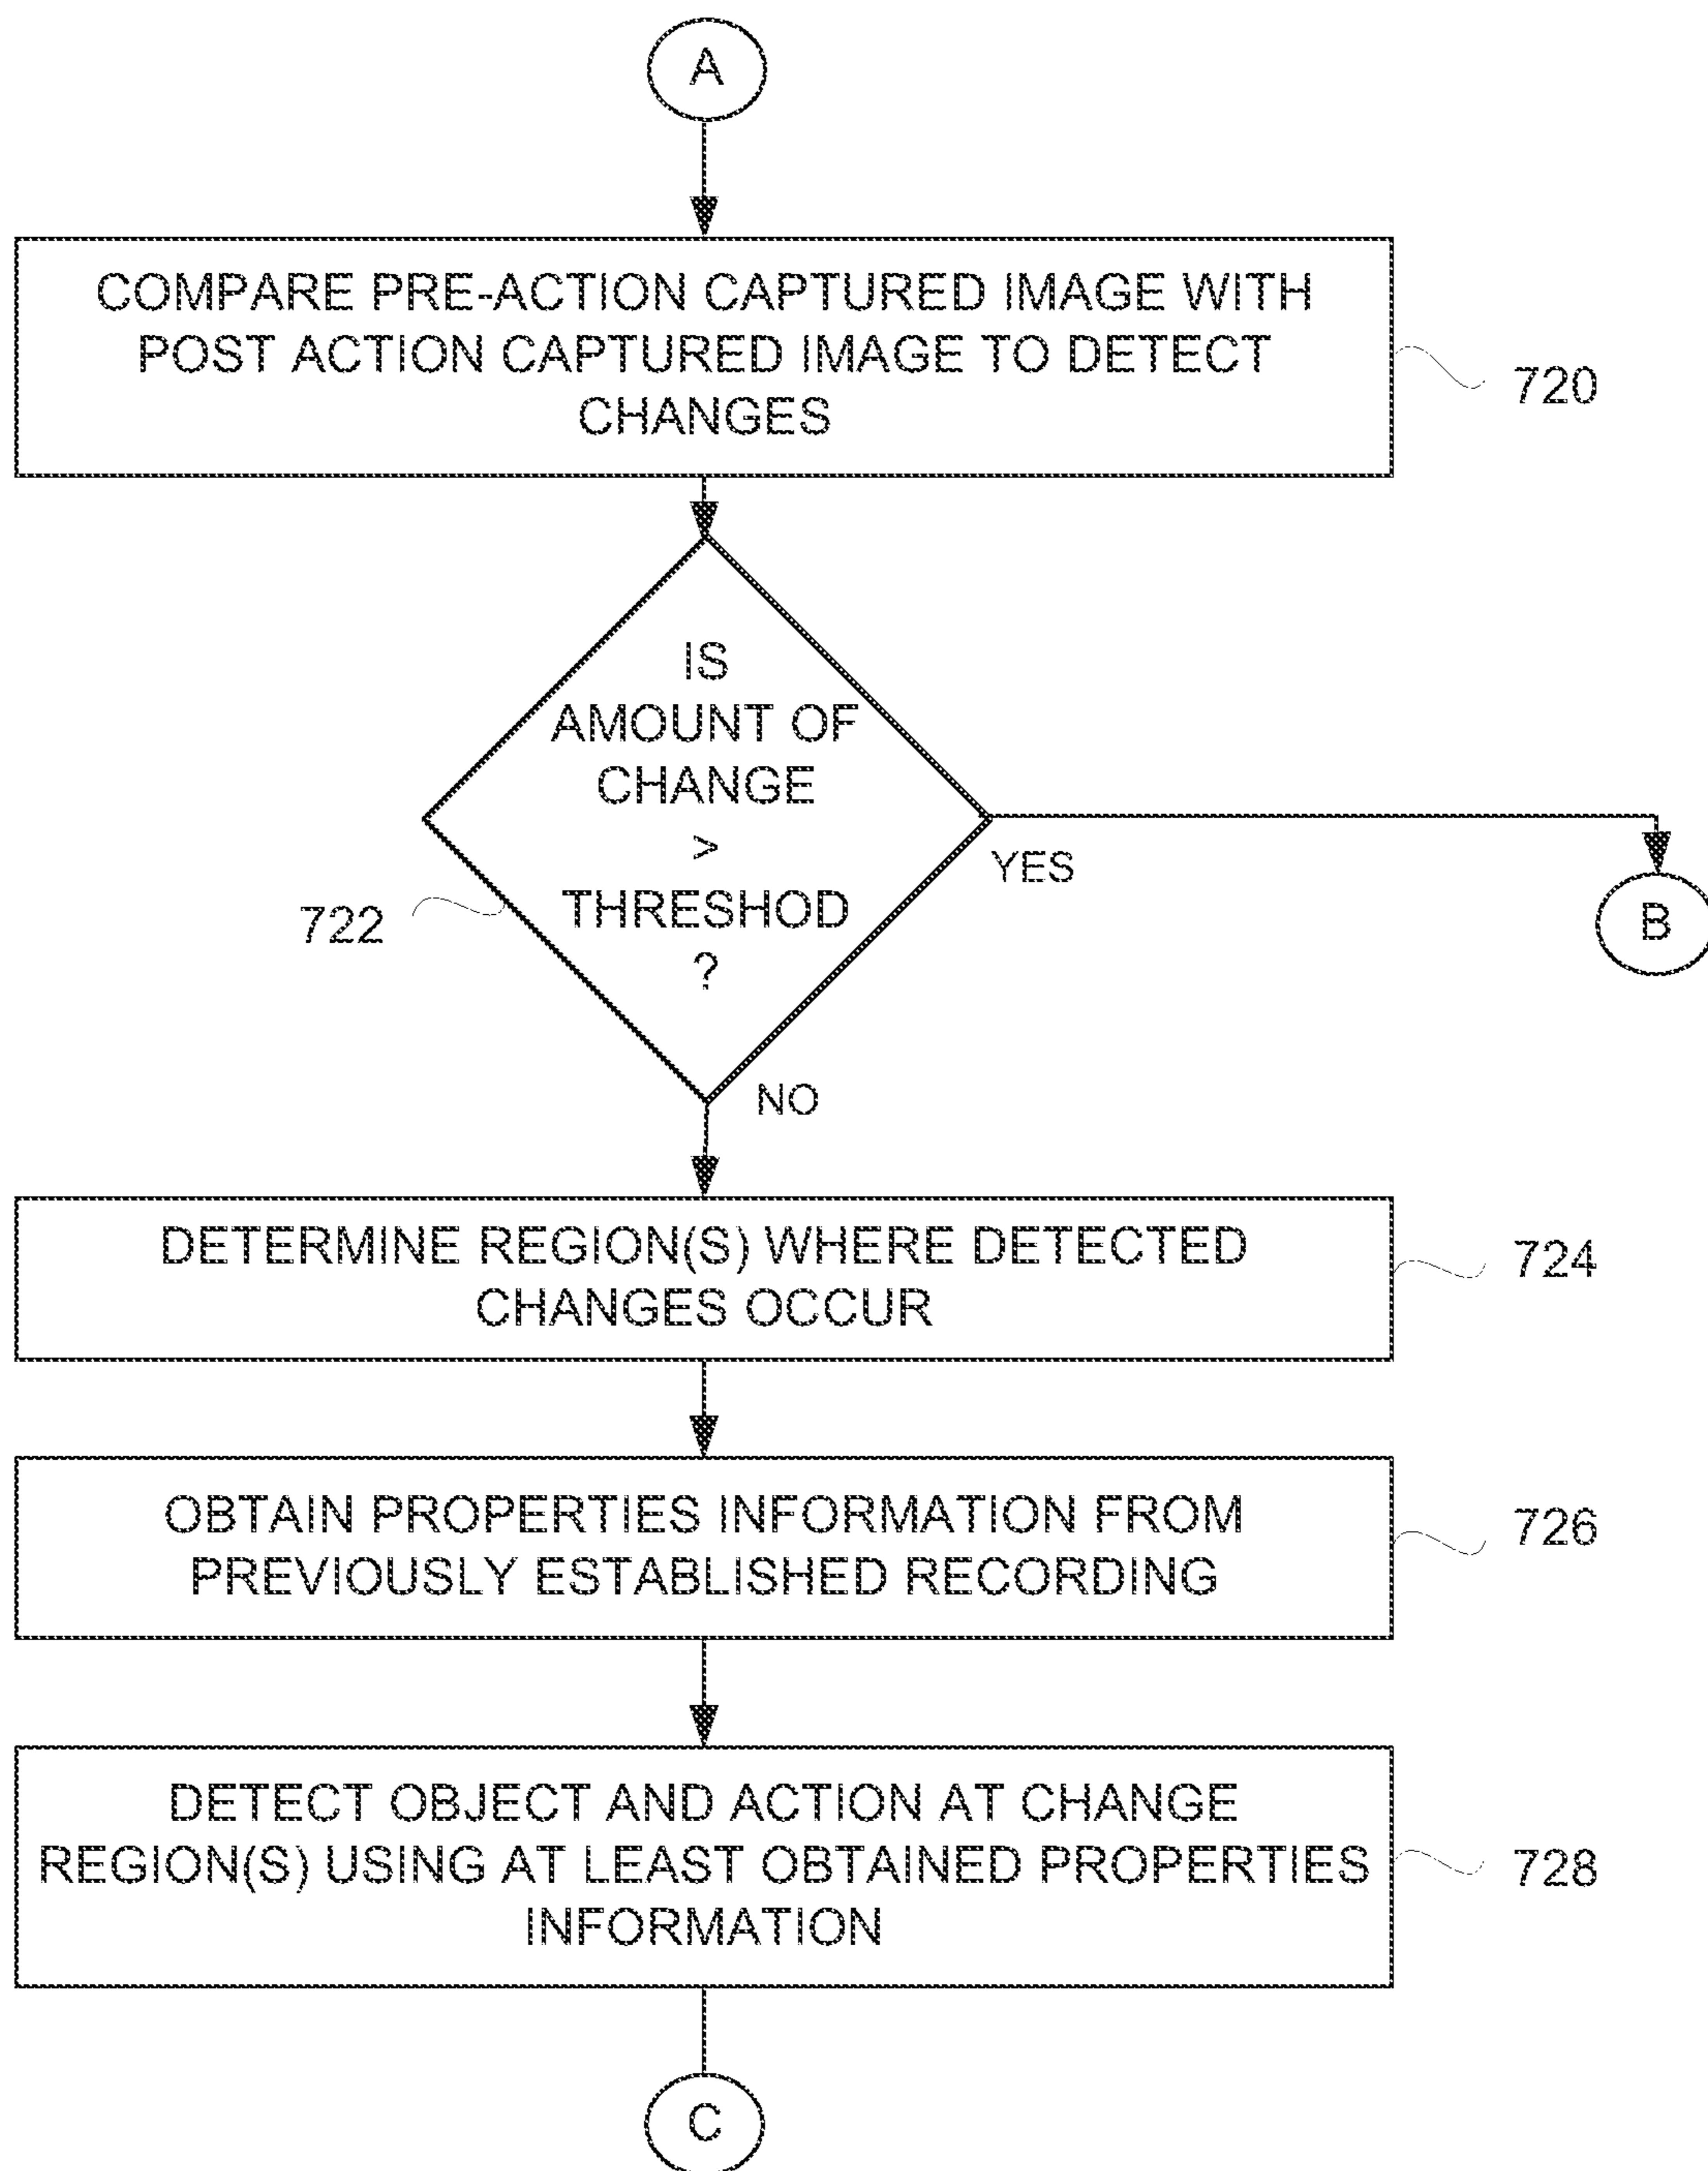 A
COMPARE PRE-ACTION CAPTURED IMAGE WITH
POST ACTION CAPTURED IMAGE TO DETECT
CHANGES
720
IS
AMOUNT OF
CHANGE
>
THRESHOD
?
YES
722
B
NO
DETERMINE REGION(S) WHERE DETECTED
CHANGES OCCUR
724
OBTAIN PROPERTIES INFORMATION FROM
PREVIOUSLY ESTABLISHED RECORDING
726
DETECT OBJECT AND ACTION AT CHANGE
REGION(S) USING AT LEAST OBTAINED PROPERTIES
INFORMATION
728
C